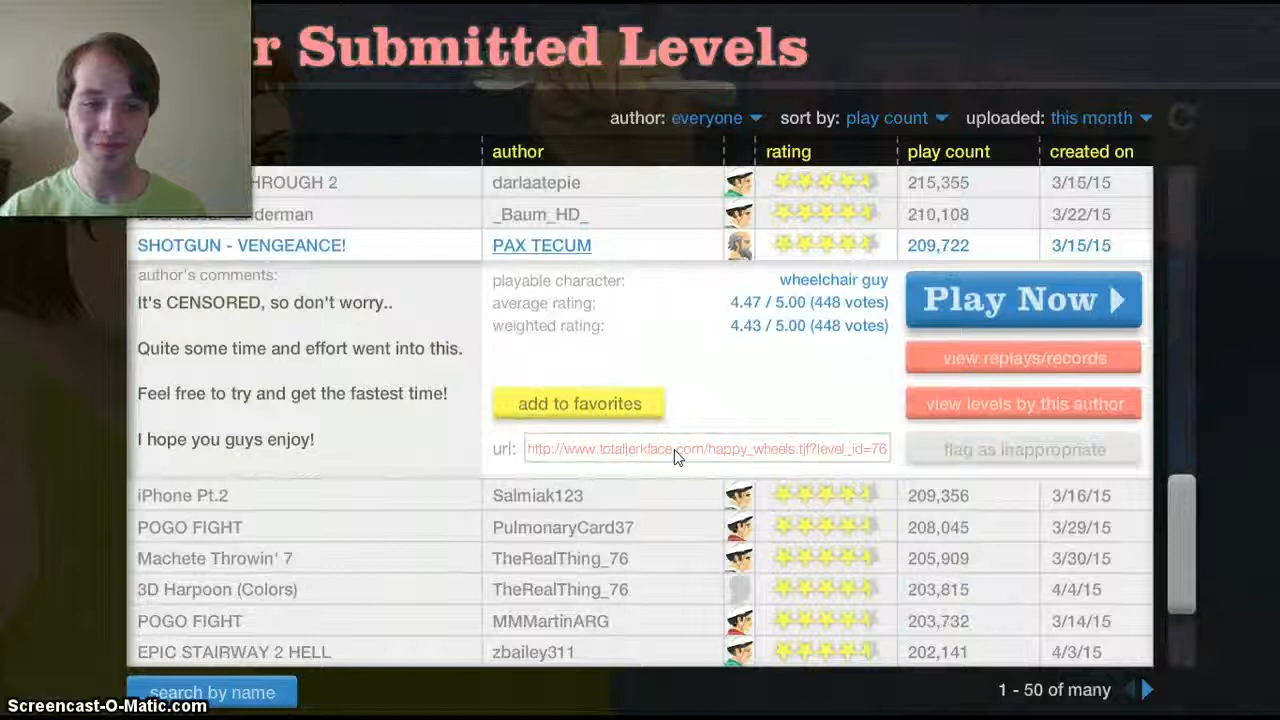 r Submitted Levels
author: everyone sort by: play count uploaded: this month
author rating play count created on
HROUGH 2 darlaatepie 215,355 3/15/15
derman _Baum_HD_ 210,108 3/22/15
SHOTGUN - VENGEANCE! PAX TECUM 209,722 3/15/15
author's comments:
It's CENSORED, so don't worry..
Quite some time and effort went into this.
Feel free to try and get the fastest time!
I hope you guys enjoy!
playable character: wheelchair guy
average rating: 4.47 / 5.00 (448 votes)
weighted rating: 4.43 / 5.00 (448 votes)
add to favorites
url: http://www.totaljerkface.com/happy_wheels.tjf?level_id=76
Play Now
view replays/records
view levels by this author
flag as inappropriate
iPhone Pt.2 Salmiak123 209,356 3/16/15
POGO FIGHT PulmonaryCard37 208,045 3/29/15
Machete Throwin' 7 TheRealThing_76 205,909 3/30/15
3D Harpoon (Colors) TheRealThing_76 203,815 4/4/15
POGO FIGHT MMMartinARG 203,732 3/14/15
EPIC STAIRWAY 2 HELL zbailey311 202,141 4/3/15
search by name 1 - 50 of many
Screencast-O-Matic.com